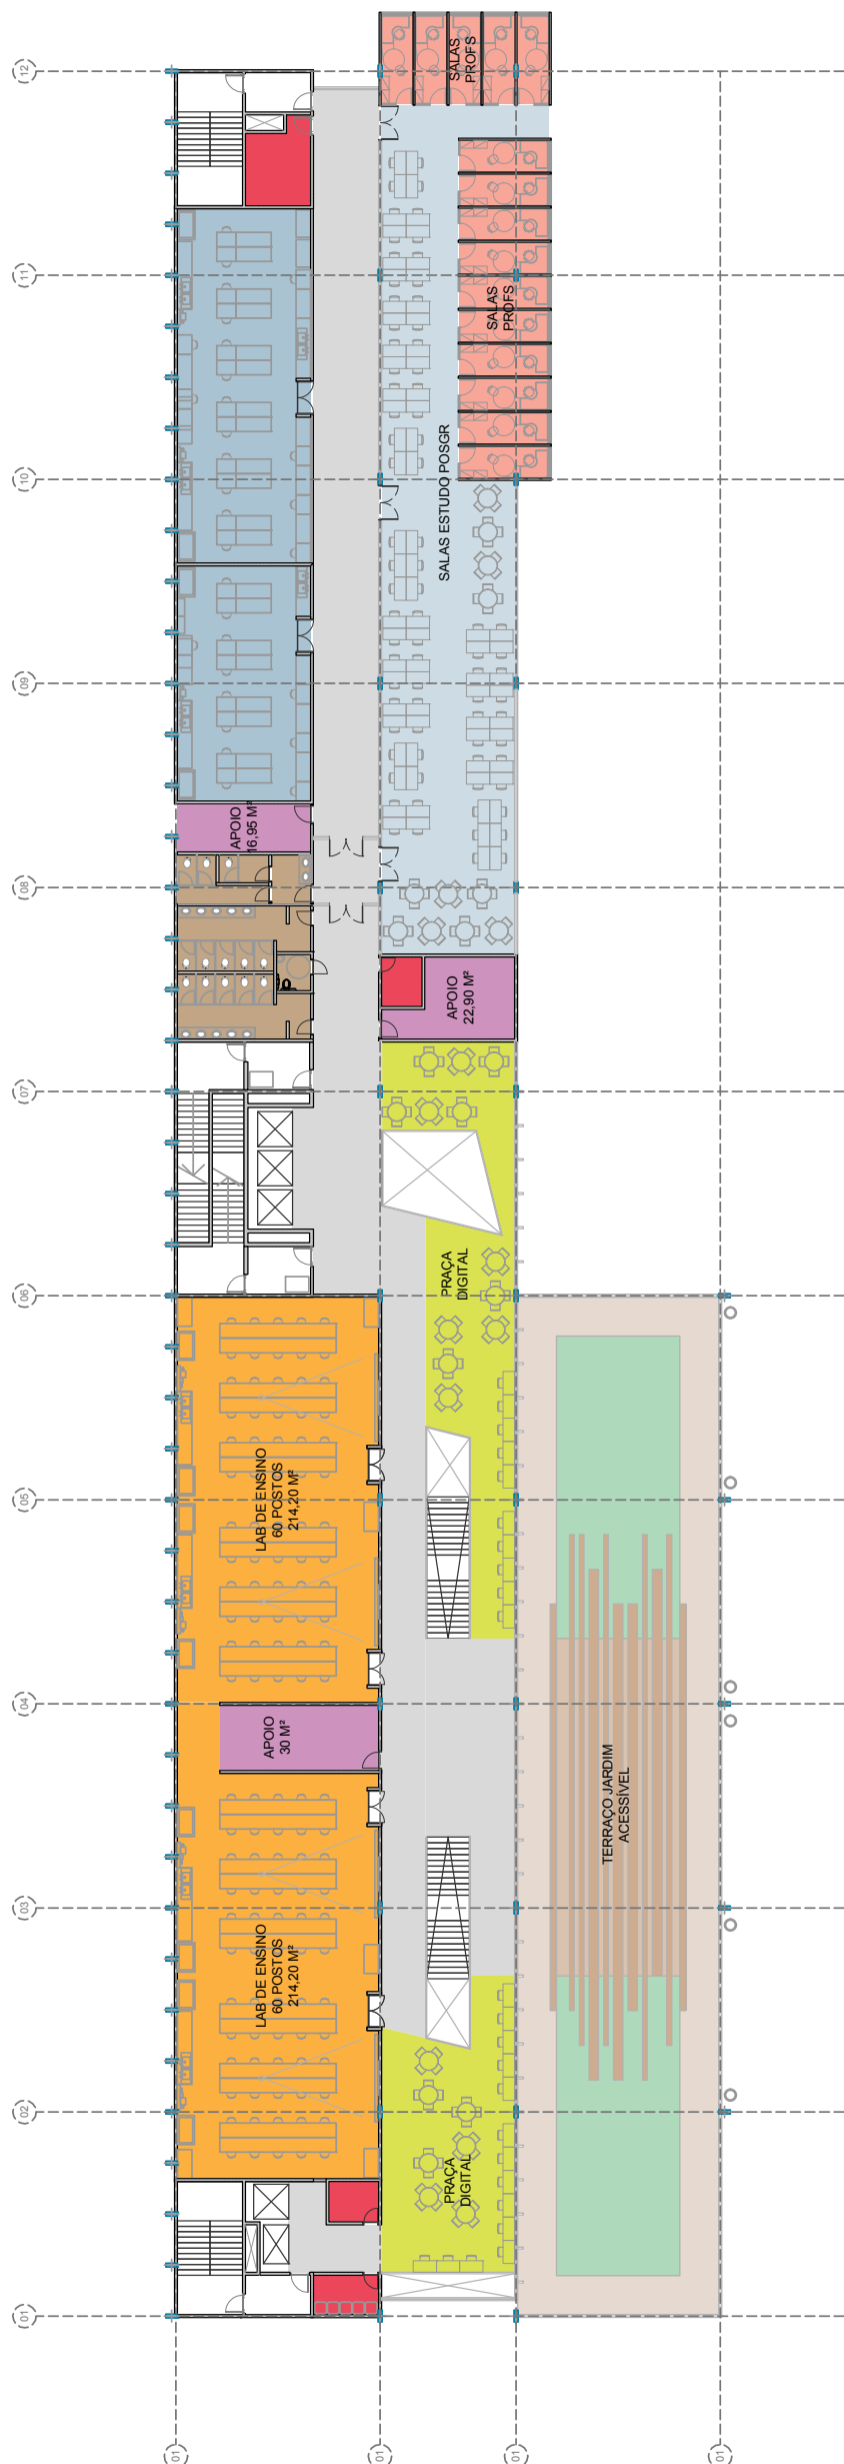 12
SALAS
PROFS
11
SALAS
PROFS
10
SALAS ESTUDO POSGR
09
APOIO
16,95 M²
08
APOIO
22,90 M²
07
PRAÇA
DIGITAL
06
LAB DE ENSINO
60 POSTOS
214,20 M²
05
04
APOIO
30 M²
TERRAÇO JARDIM
ACESSÍVEL
03
LAB DE ENSINO
60 POSTOS
214,20 M²
02
PRAÇA
DIGITAL
01
01
01
01
01